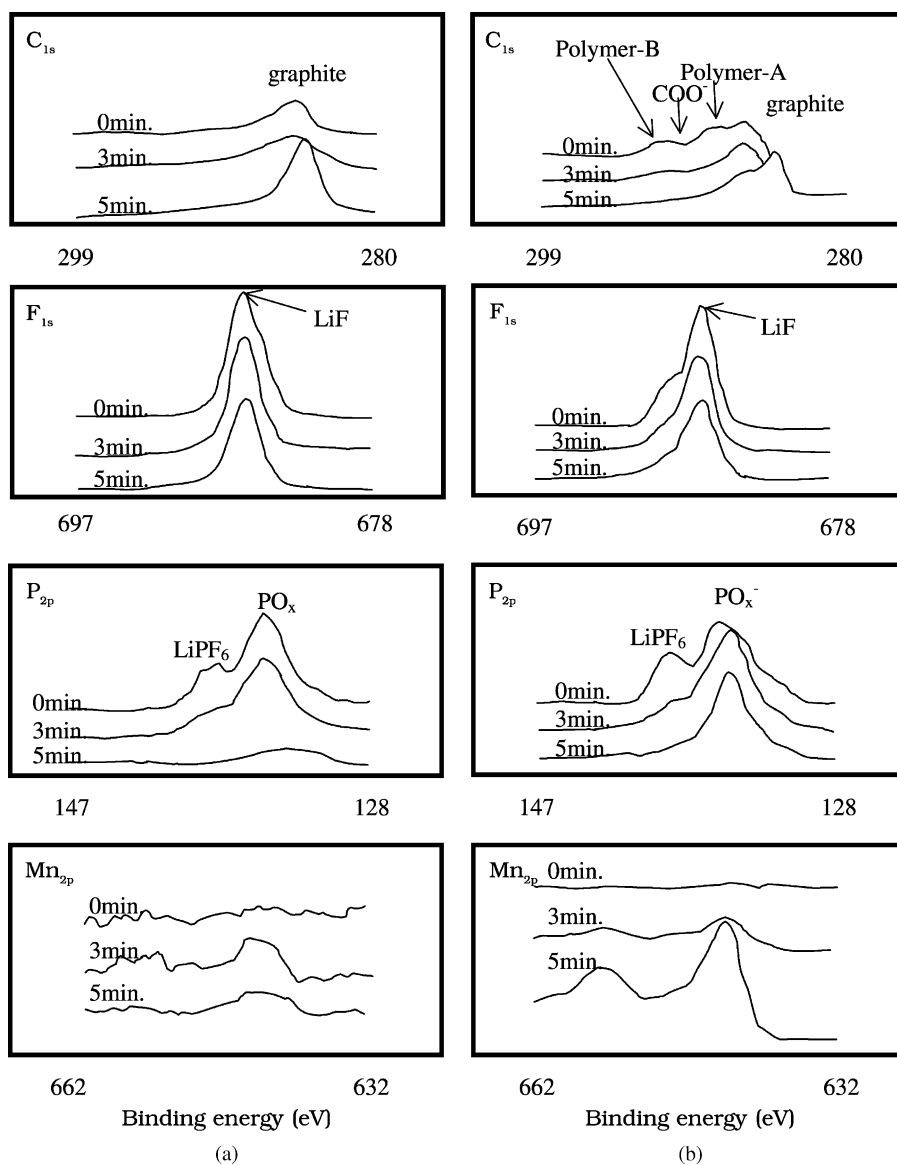 C1s
graphite
0min.
3min.
5min.
299 280
F1s
LiF
0min.
3min.
5min.
697 678
P2p
POx
LiPF6
0min.
3min.
5min.
147 128
Mn2p
0min.
3min.
5min.
662 632
Binding energy (eV)
(a)
C1s
Polymer-B
Polymer-A
COO-
graphite
0min.
3min.
5min.
299 280
F1s
LiF
0min.
3min.
5min.
697 678
P2p
POx-
LiPF6
0min.
3min.
5min.
147 128
Mn2p
0min.
3min.
5min.
662 632
Binding energy (eV)
(b)